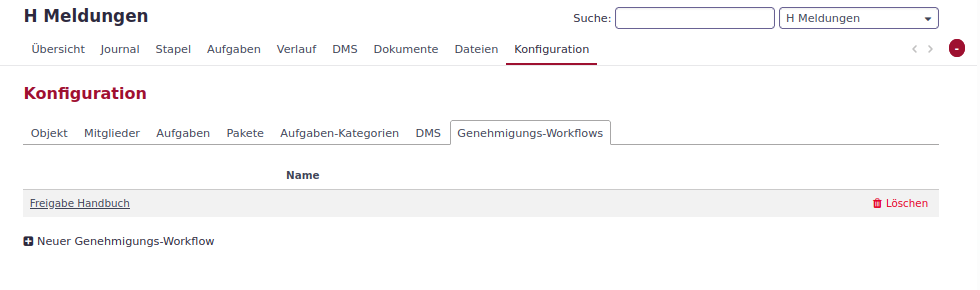 H Meldungen
Suche:
H Meldungen
Übersicht Journal Stapel Aufgaben Verlauf DMS Dokumente Dateien Konfiguration
-
Konfiguration
Objekt Mitglieder Aufgaben Pakete Aufgaben-Kategorien DMS Genehmigungs-Workflows
Name
Freigabe Handbuch Löschen
Neuer Genehmigungs-Workflow